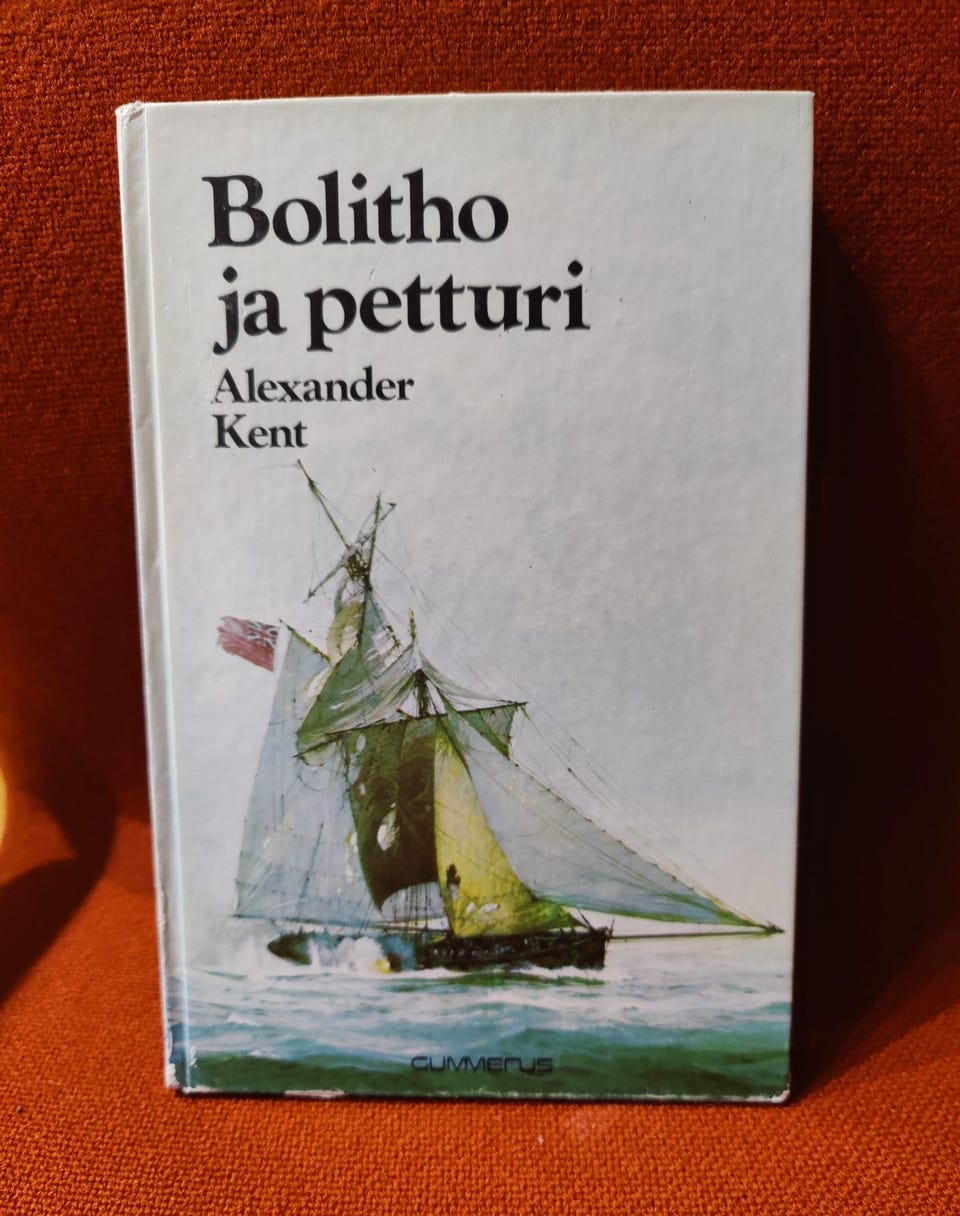 Bolitho
ja petturi
Alexander
Kent
GUMMERUS